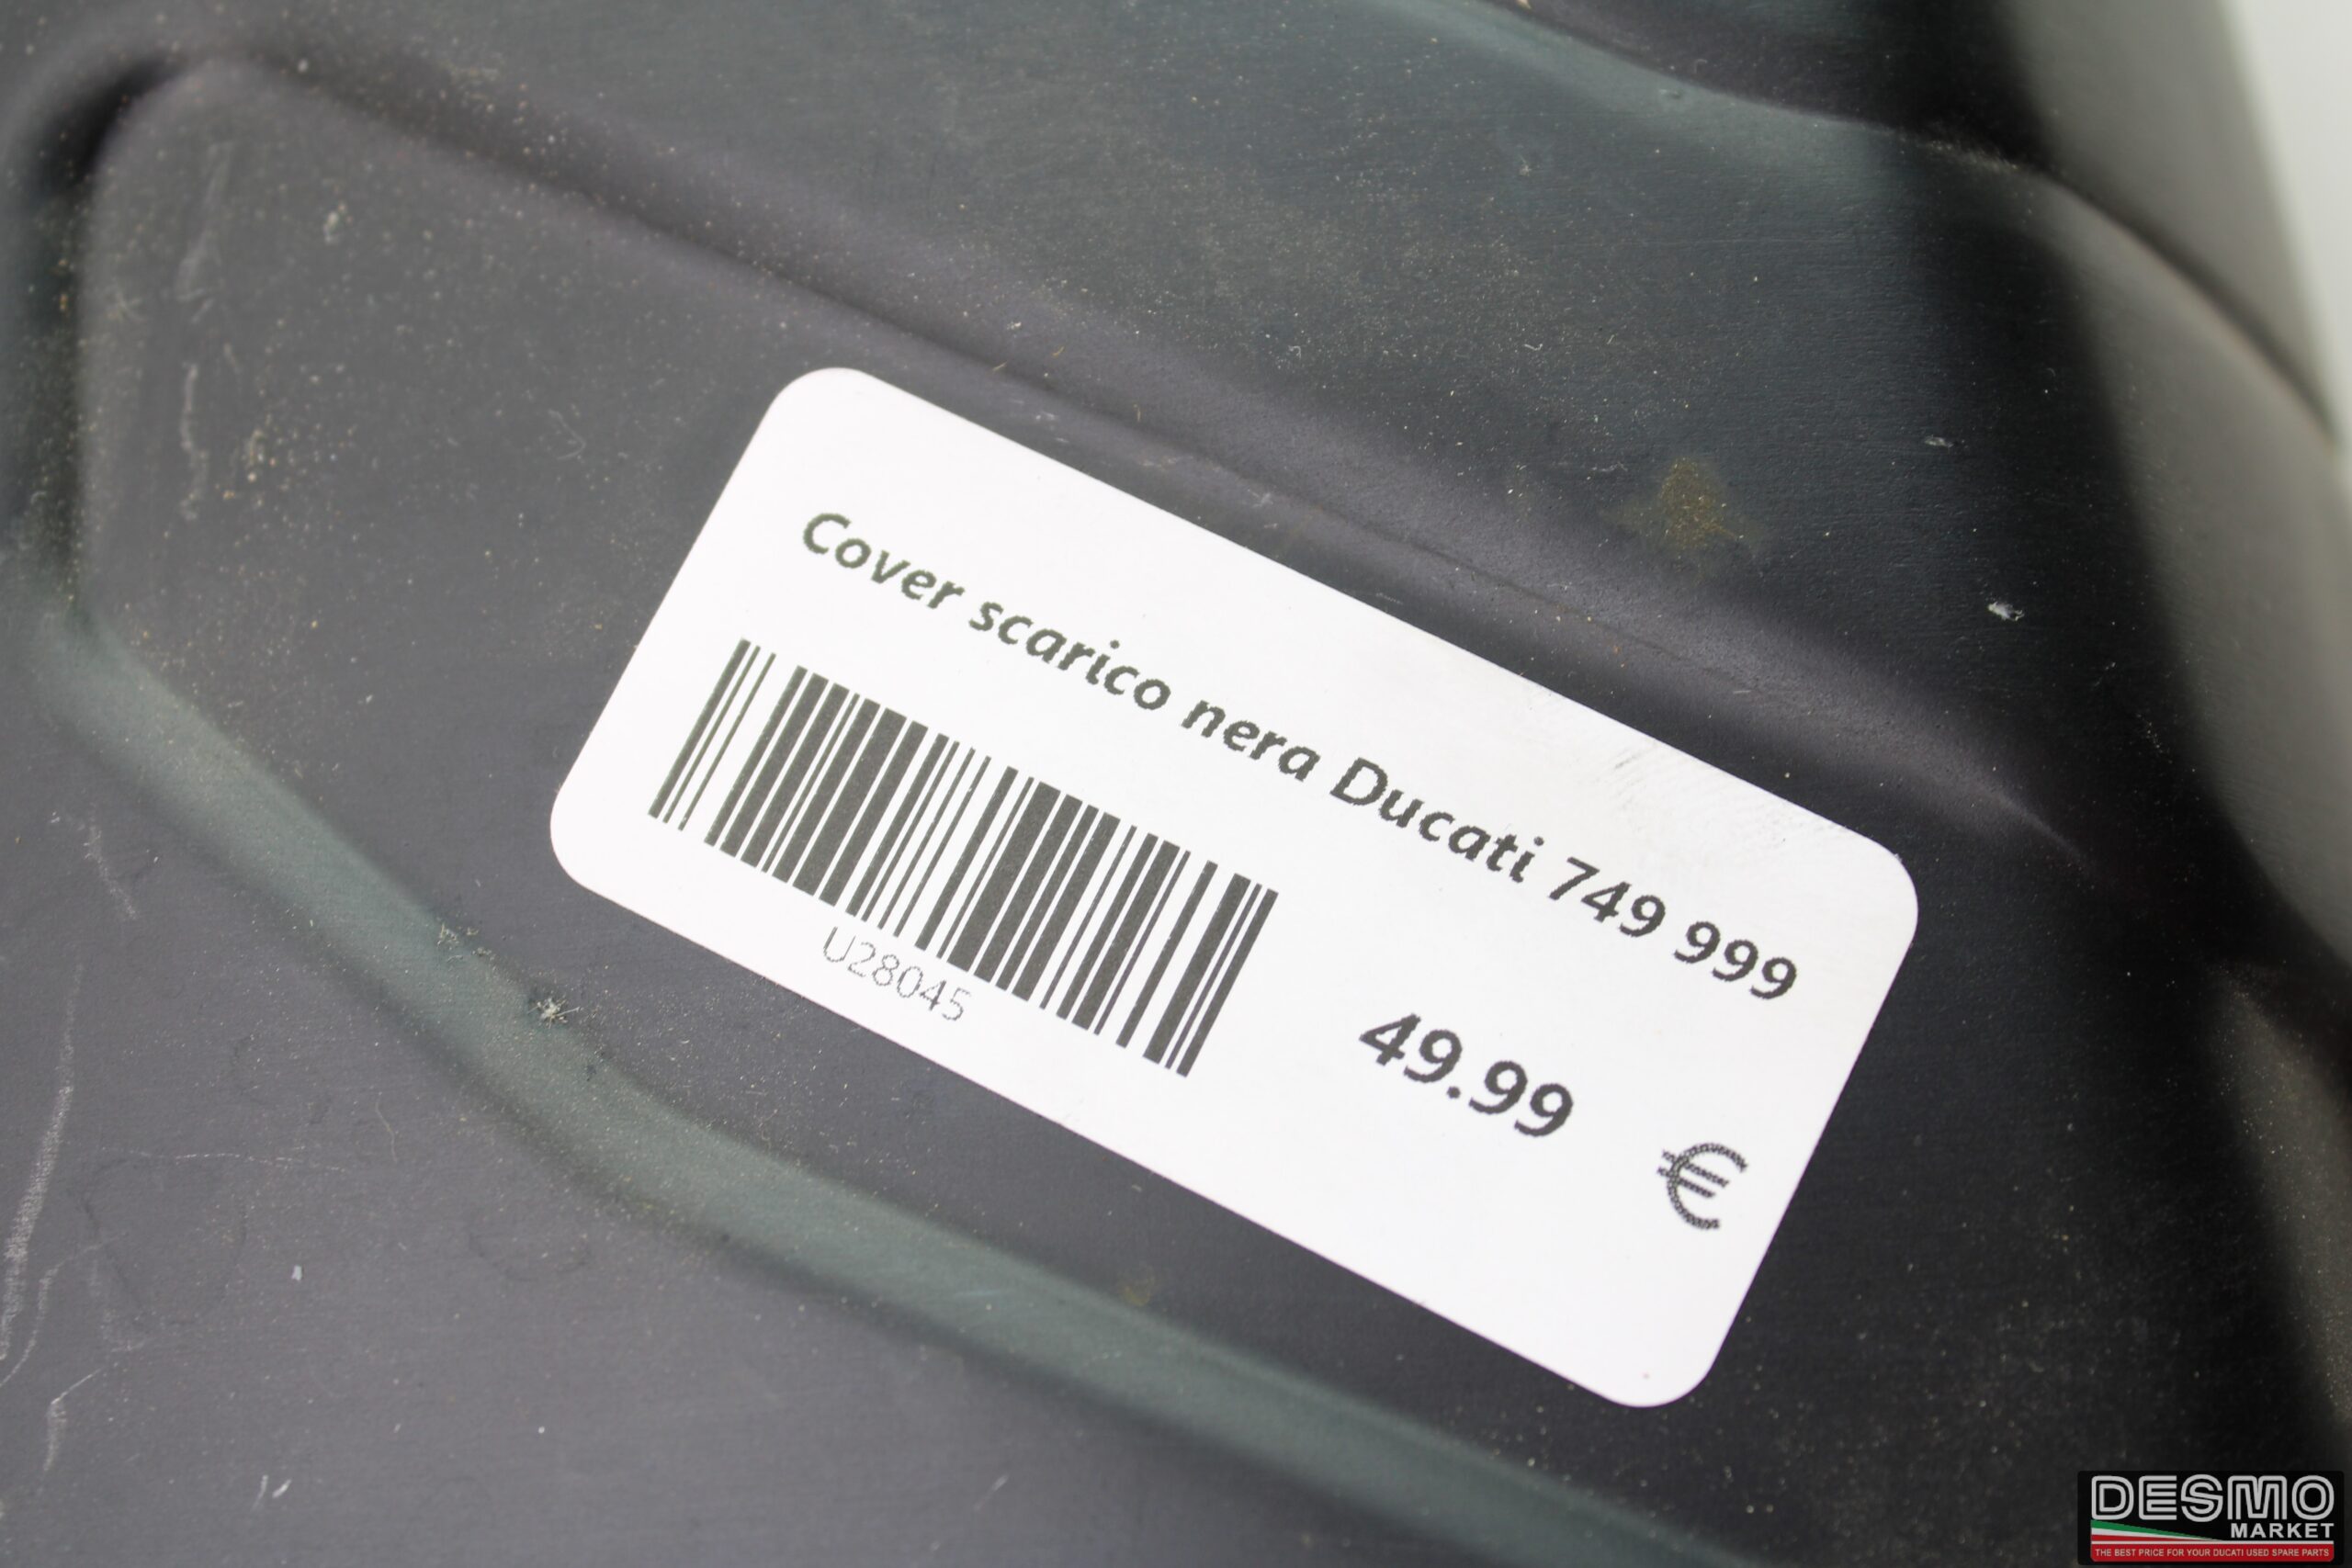 Cover scarico nera Ducati 749 999
U28045
49.99 €
DESMO
MARKET
THE BEST PRICE FOR YOUR DUCATI USED SPARE PARTS